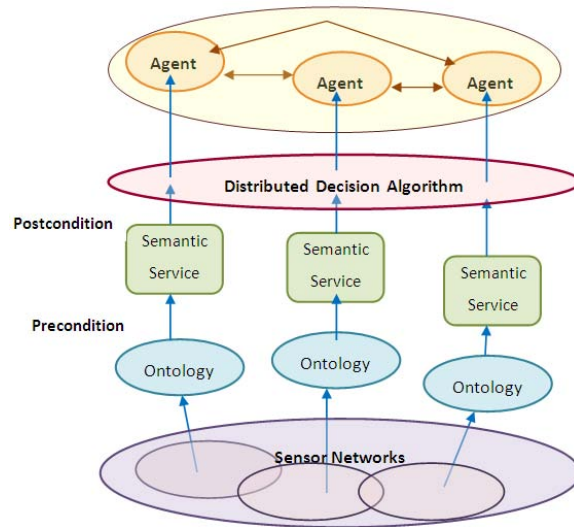 Agent
Agent
Agent
Distributed Decision Algorithm
Postcondition
Semantic
Service
Semantic
Service
Semantic
Service
Precondition
Ontology
Ontology
Ontology
Sensor Networks